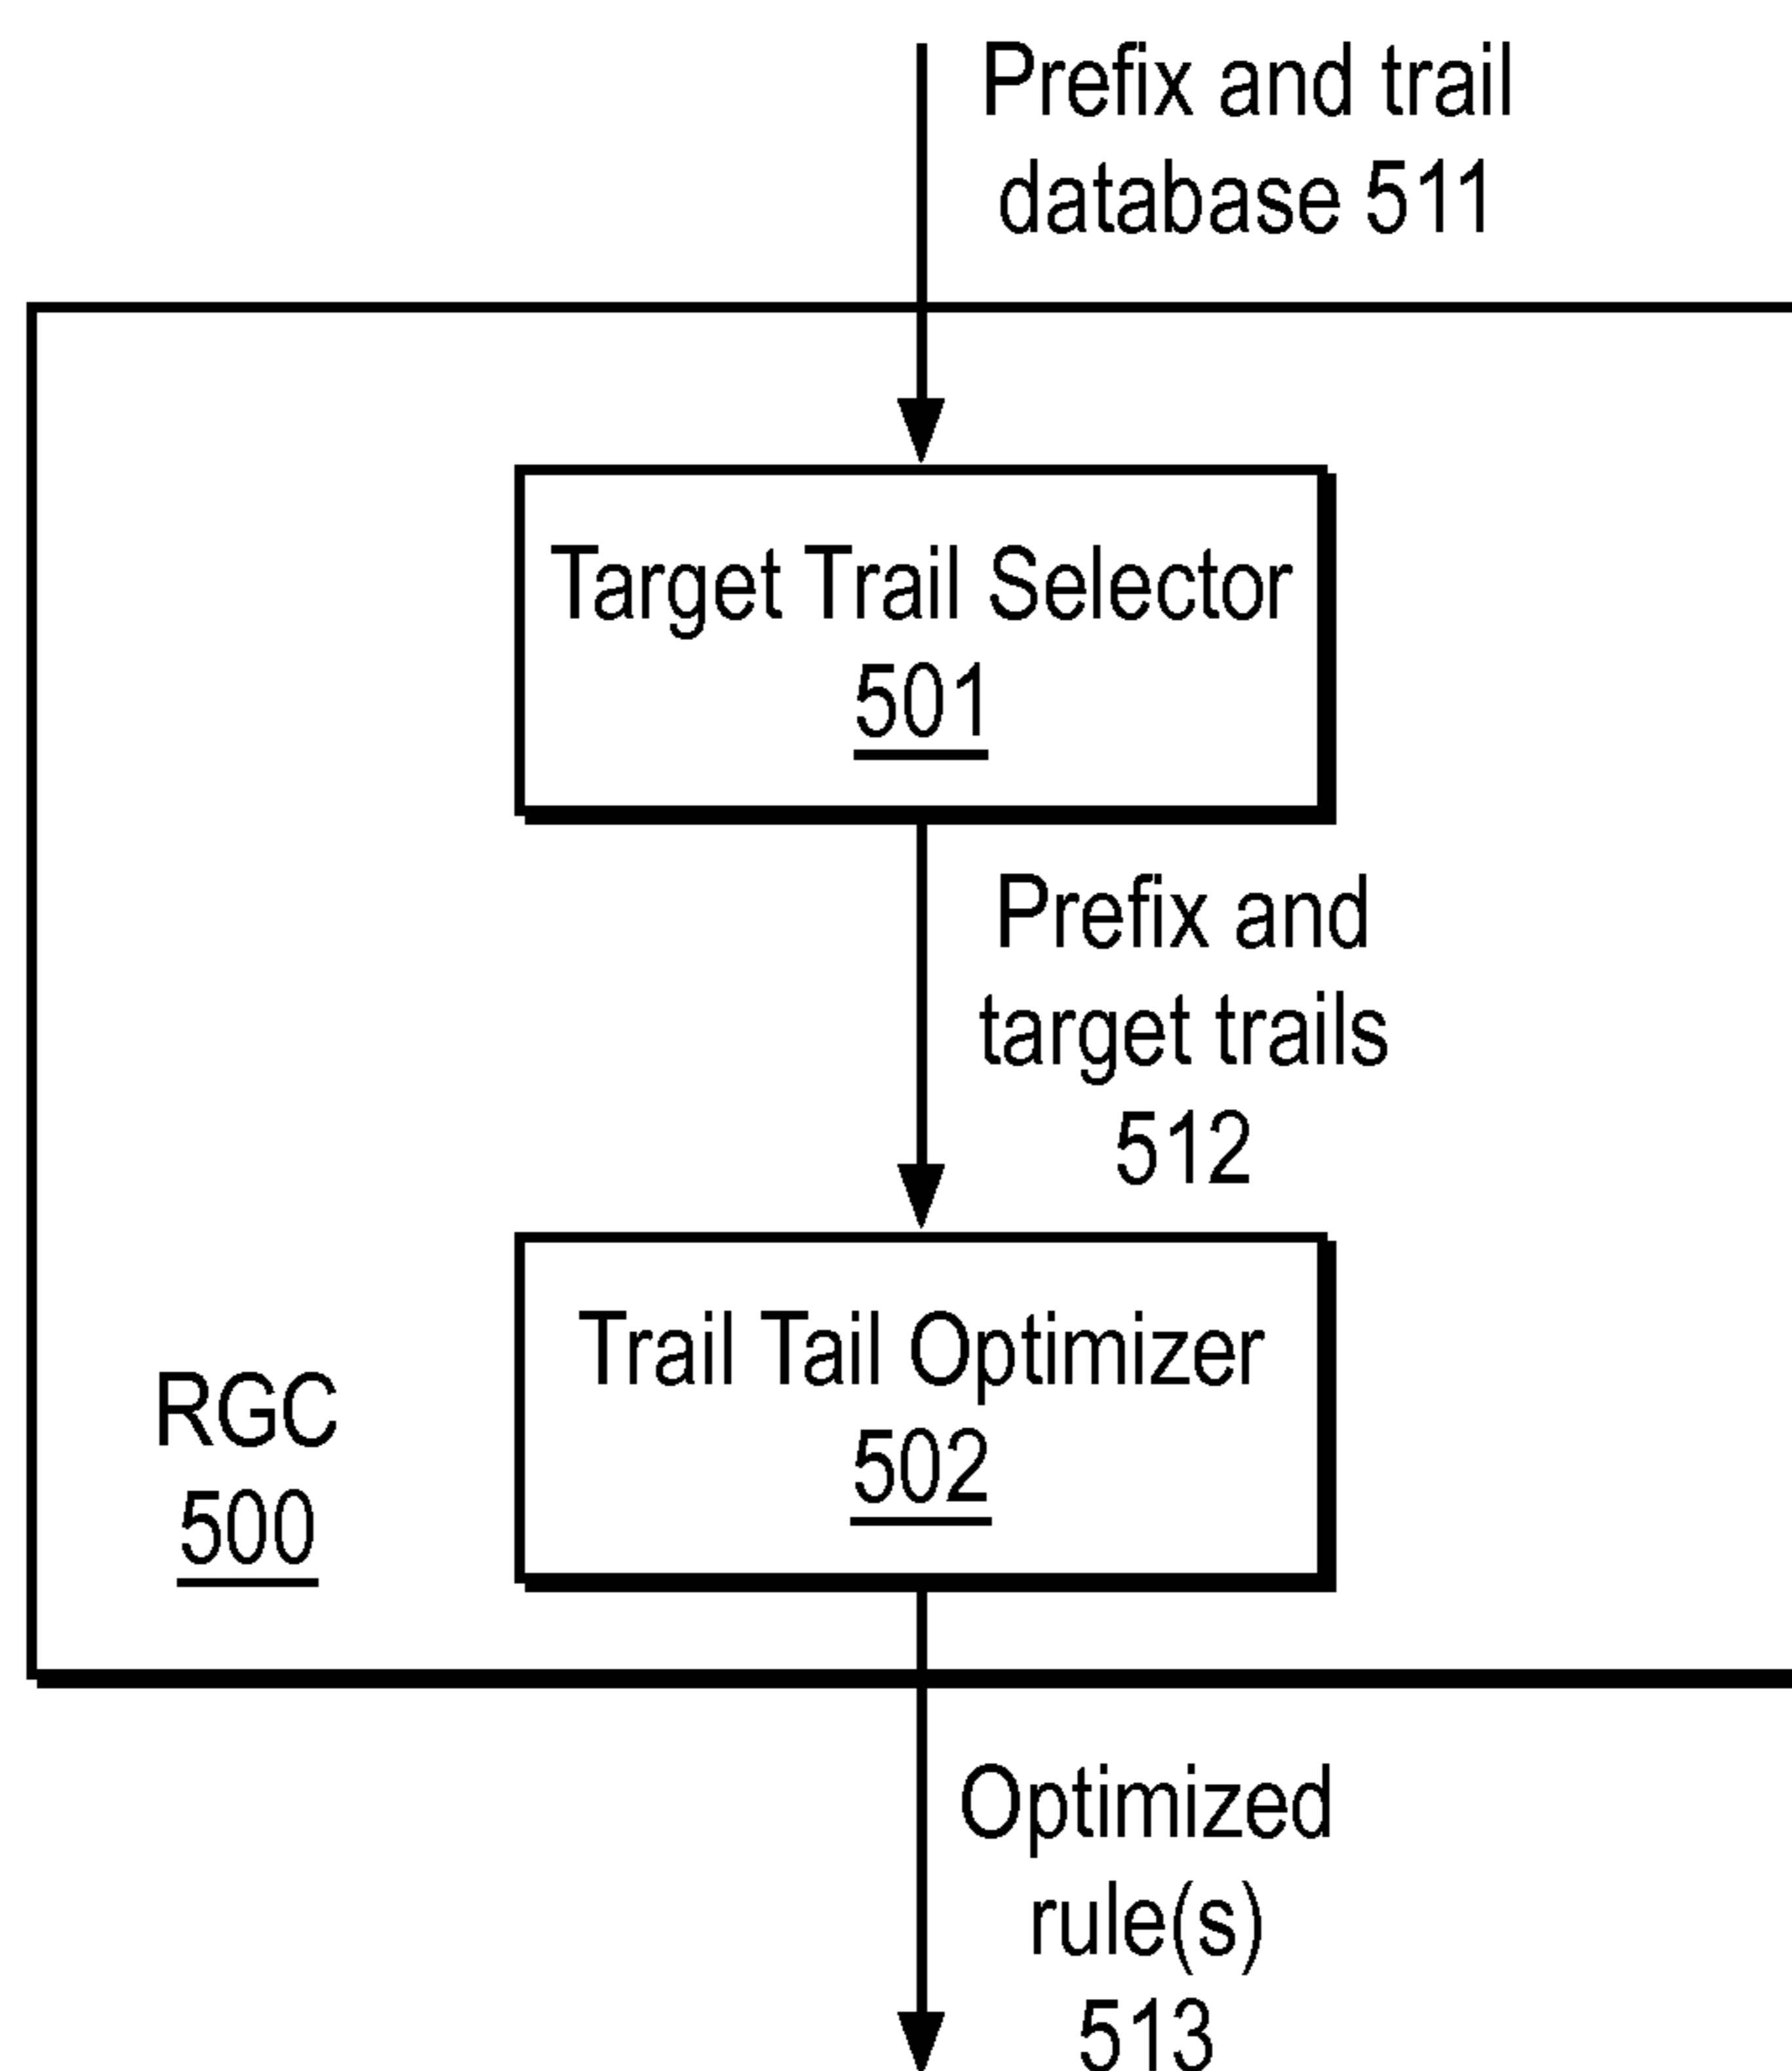 Prefix and trail
database 511
Target Trail Selector
501
Prefix and
target trails
512
Trail Tail Optimizer
502
RGC
500
Optimized
rule(s)
513